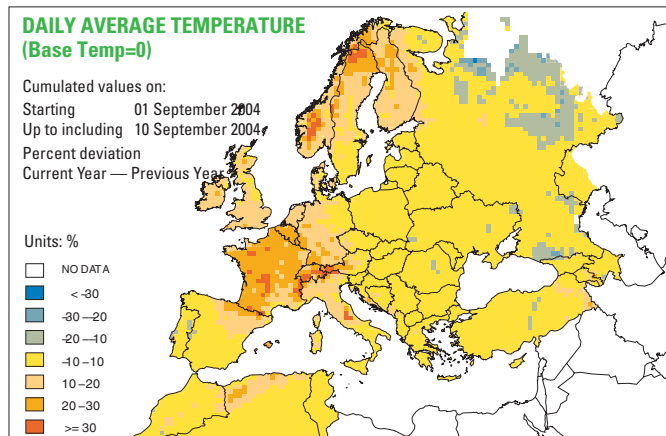 DAILY AVERAGE TEMPERATURE
(Base Temp=0)
Cumulated values on:
Starting 01 September 2004
Up to including 10 September 2004
Percent deviation
Current Year — Previous Year
Units: %
NO DATA
< -30
-30 -- -20
-20 -- -10
-10 - 10
10 - 20
20 - 30
>= 30